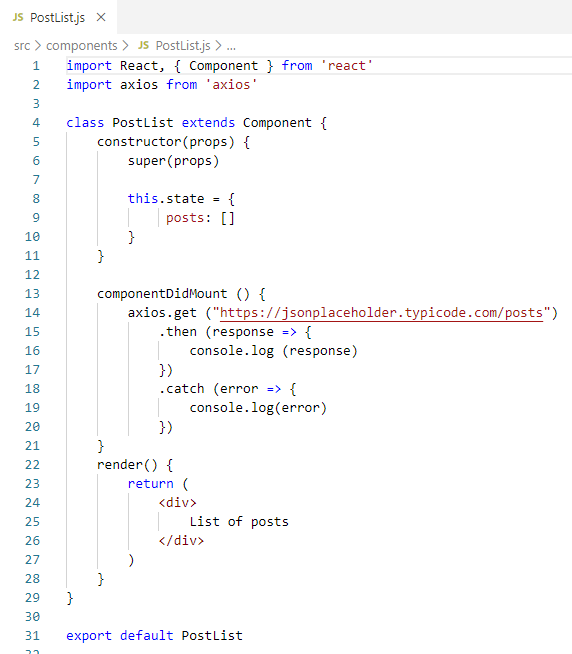 JS PostList.js ×
src > components > JS PostList.js > ...
1 import React, { Component } from 'react'
2 import axios from 'axios'
3
4 class PostList extends Component {
5     constructor(props) {
6         super(props)
7
8         this.state = {
9              posts: []
10         }
11     }
12
13     componentDidMount () {
14         axios.get ("https://jsonplaceholder.typicode.com/posts")
15             .then (response => {
16                 console.log (response)
17             })
18             .catch (error => {
19                 console.log(error)
20             })
21     }
22     render() {
23         return (
24             <div>
25                 List of posts
26             </div>
27         )
28     }
29 }
30
31 export default PostList